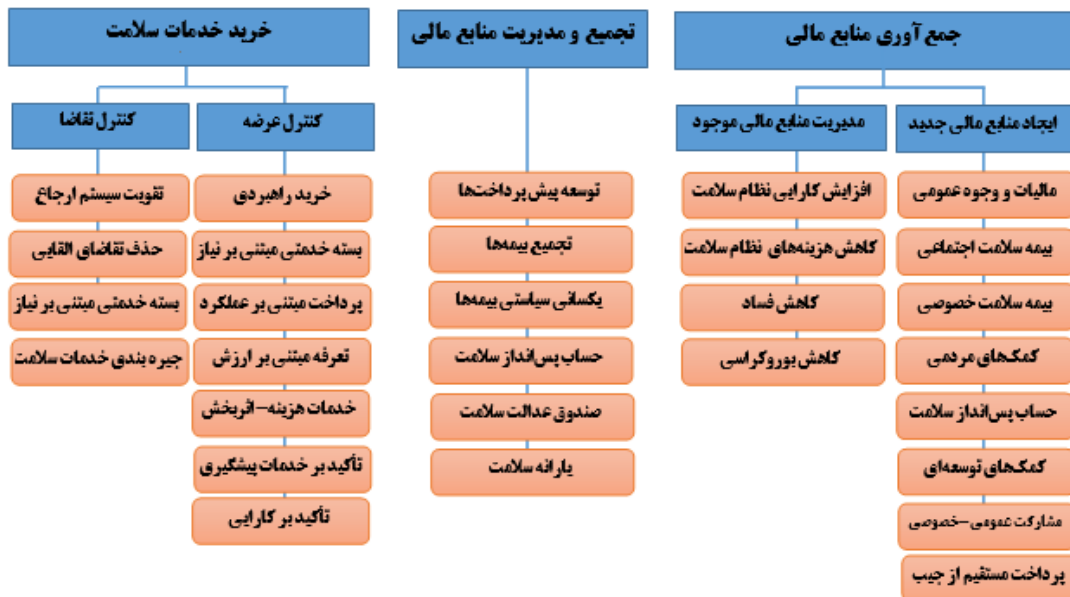 جمع آوری منابع مالی
ایجاد منابع مالی جدید
مالیات و وجوه عمومی
بیمه سلامت اجتماعی
بیمه سلامت خصوصی
کمک‌های مردمی
حساب پس‌انداز سلامت
کمک‌های توسعه‌ای
مشارکت عمومی-خصوصی
پرداخت مستقیم از جیب
مدیریت منابع مالی موجود
افزایش کارایی نظام سلامت
کاهش هزینه‌های نظام سلامت
کاهش فساد
کاهش بوروکراسی
تجمیع و مدیریت منابع مالی
توسعه پیش پرداخت‌ها
تجمیع بیمه‌ها
یکسانی سیاستی بیمه‌ها
حساب پس‌انداز سلامت
صندوق عدالت سلامت
یارانه سلامت
خرید خدمات سلامت
کنترل عرضه
خرید راهبردی
بسته خدمتی مبتنی بر نیاز
پرداخت مبتنی بر عملکرد
تعرفه مبتنی بر ارزش
خدمات هزینه-اثربخش
تأکید بر خدمات پیشگیری
تأکید بر کارایی
کنترل تقاضا
تقویت سیستم ارجاع
حذف تقاضای القایی
بسته خدمتی مبتنی بر نیاز
جیره بندی خدمات سلامت